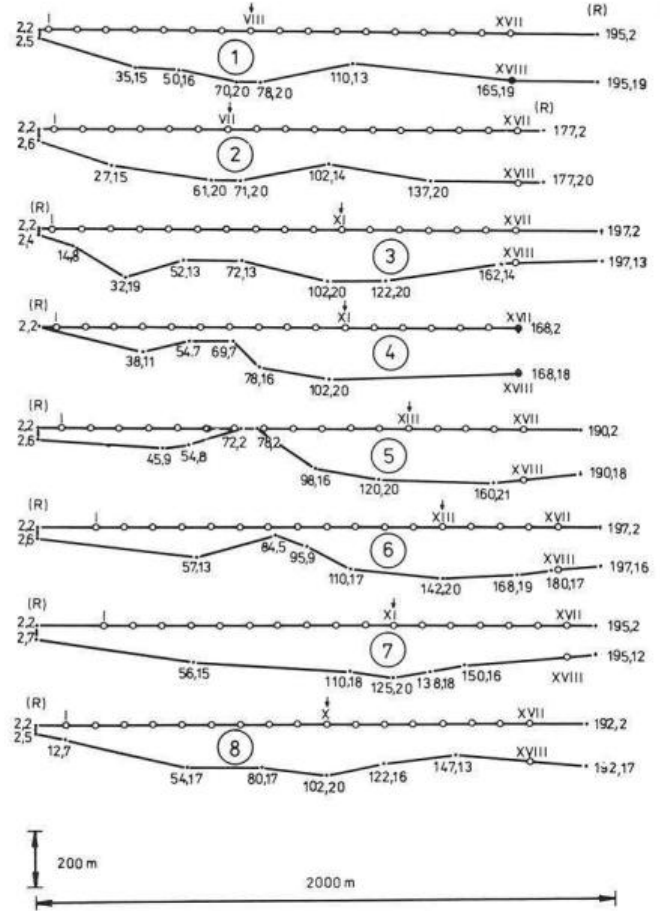 (R)
I VIII XVII
2,2 195,2
2,5
1
35,15 50,16 70,20 78,20 110,13 165,19 XVIII 195,19
(R)
I VII XVII
2,2 177,2
2,6
2
27,15 61,20 71,20 102,14 137,20 XVIII 177,20
(R)
I XI XVII
2,2 197,2
2,4
3
14,8 32,19 52,13 72,13 102,20 122,20 162,14 XVIII 197,13
(R)
I XI XVII
2,2 168,2
4
38,11 54,7 69,7 78,16 102,20 168,18
XVIII
(R)
I XIII XVII
2,2 190,2
2,6
5
45,9 54,8 72,2 78,2 98,16 120,20 160,21 XVIII 190,18
(R)
I XIII XVII
2,2 197,2
2,6
6
57,13 84,5 95,9 110,17 142,20 168,19 XVIII 180,17 197,16
(R)
I XI XVII
2,2 195,2
2,7
7
56,15 110,18 125,20 138,18 150,16 XVIII 195,12
(R)
I X XVII
2,2 192,2
2,5
8
12,7 54,17 80,17 102,20 122,16 147,13 XVIII 192,17
200 m
2000 m